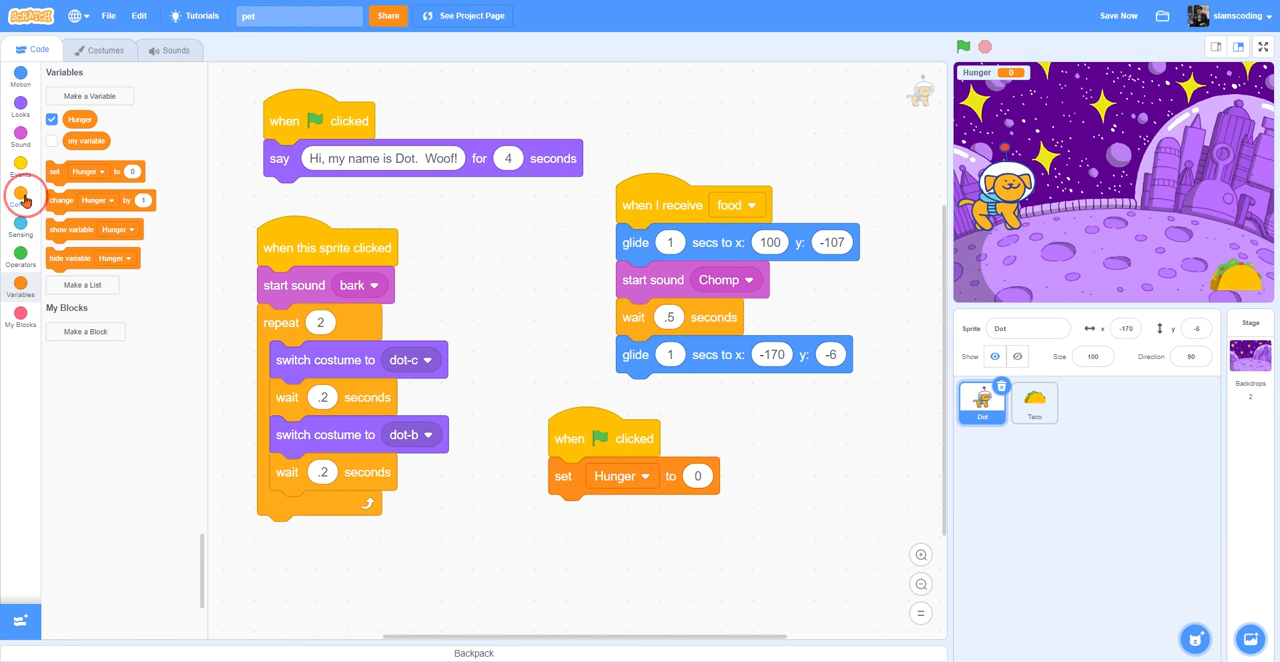 SCRATCH File Edit Tutorials pet Share See Project Page Save Now slamscoding
Code Costumes Sounds
Motion
Looks
Sound
Events
Sensing
Operators
Variables
My Blocks
Variables
Make a Variable
Hunger
my variable
set Hunger to 0
change Hunger by 1
show variable Hunger
hide variable Hunger
Make a List
My Blocks
Make a Block
when clicked
say Hi, my name is Dot. Woof! for 4 seconds
when this sprite clicked
start sound bark
repeat 2
switch costume to dot-c
wait .2 seconds
switch costume to dot-b
wait .2 seconds
when I receive food
glide 1 secs to x: 100 y: -107
start sound Chomp
wait .5 seconds
glide 1 secs to x: -170 y: -6
when clicked
set Hunger to 0
Hunger 0
Sprite Dot x -170 y -6
Show Size 100 Direction 90
Dot
Taco
Stage
Backdrops
2
Backpack